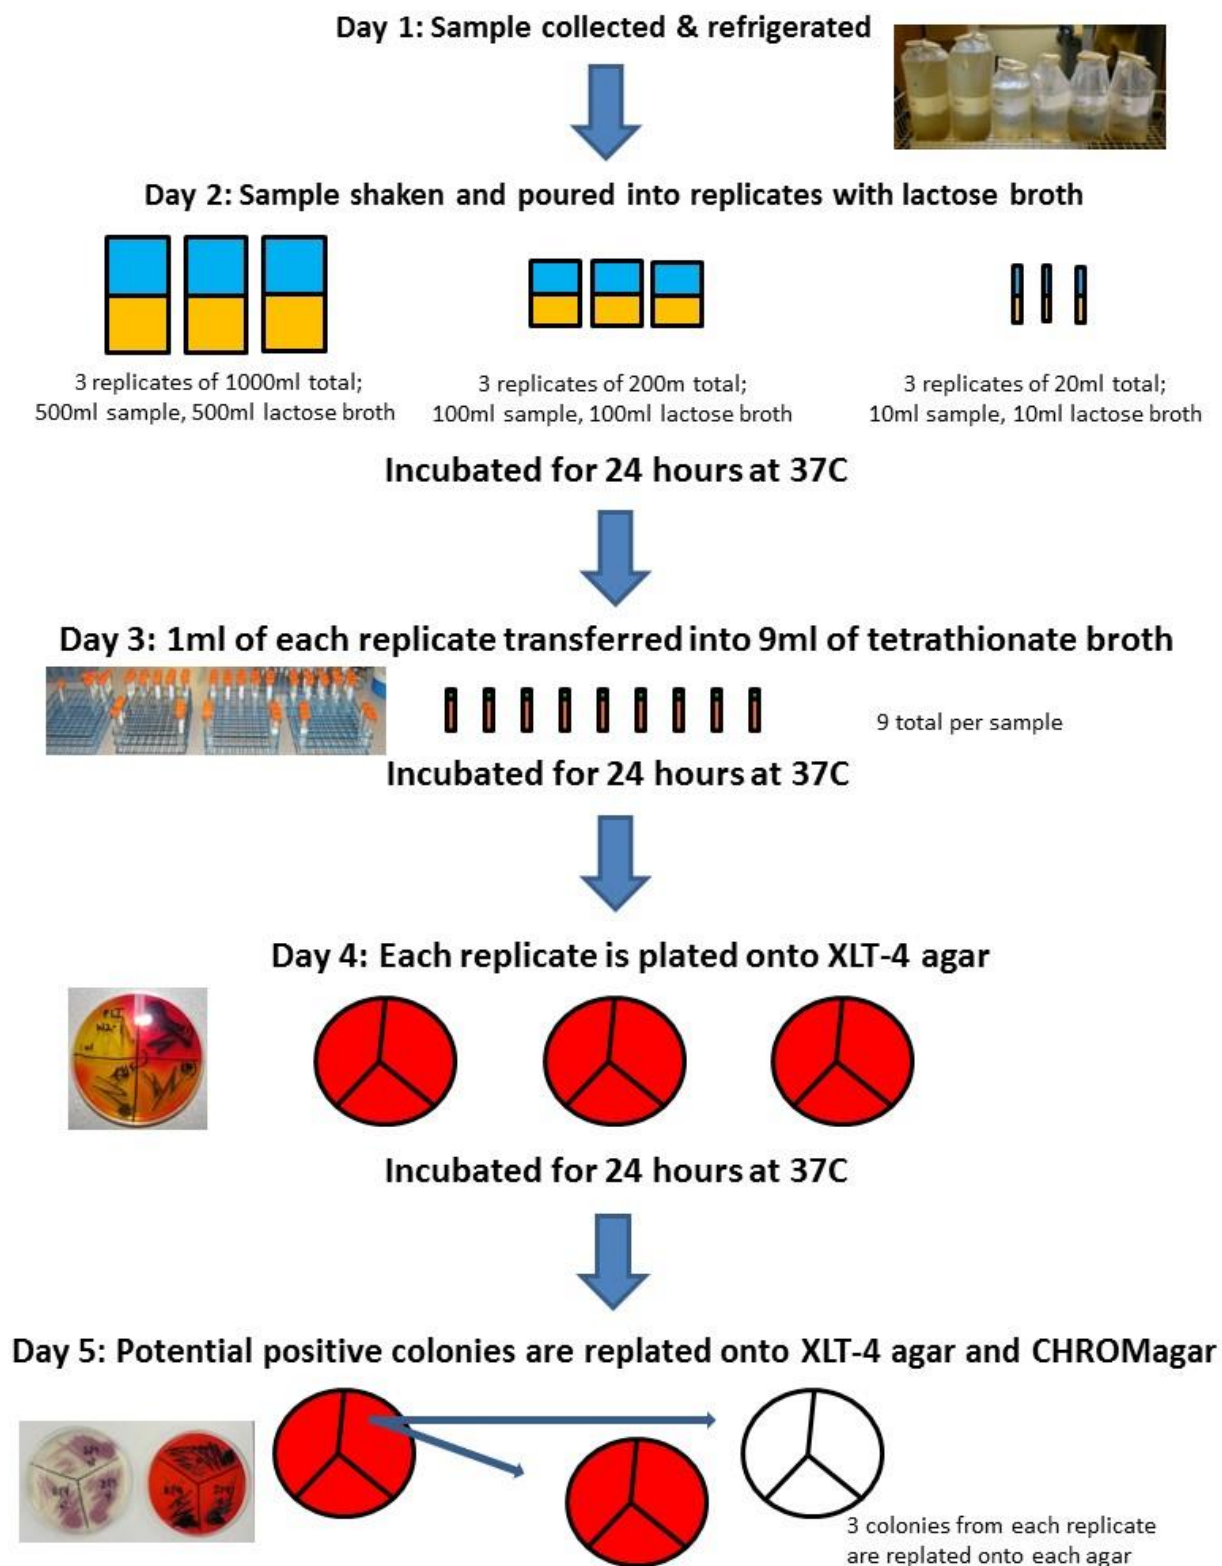 Day 1: Sample collected & refrigerated
Day 2: Sample shaken and poured into replicates with lactose broth
3 replicates of 1000ml total;
500ml sample, 500ml lactose broth
3 replicates of 200m total;
100ml sample, 100ml lactose broth
3 replicates of 20ml total;
10ml sample, 10ml lactose broth
Incubated for 24 hours at 37C
Day 3: 1ml of each replicate transferred into 9ml of tetrathionate broth
9 total per sample
Incubated for 24 hours at 37C
Day 4: Each replicate is plated onto XLT-4 agar
Incubated for 24 hours at 37C
Day 5: Potential positive colonies are replated onto XLT-4 agar and CHROMagar
3 colonies from each replicate
are replated onto each agar